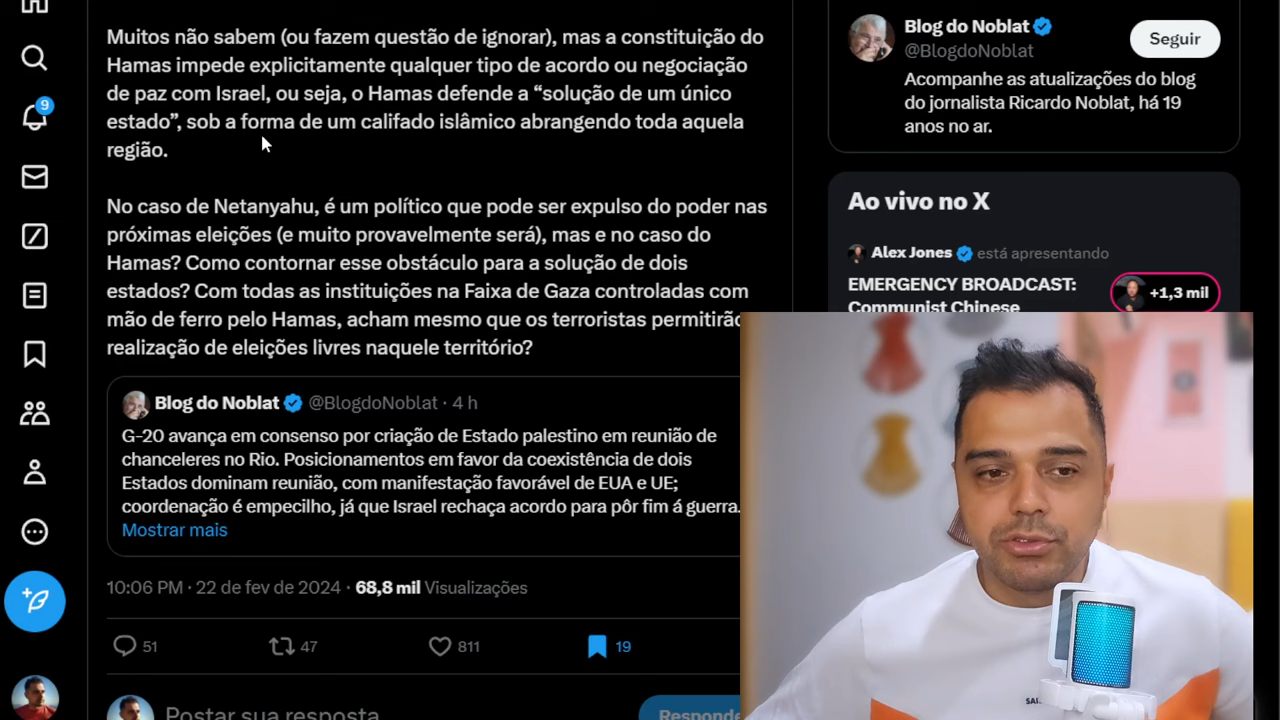 Muitos não sabem (ou fazem questão de ignorar), mas a constituição do
Hamas impede explicitamente qualquer tipo de acordo ou negociação
de paz com Israel, ou seja, o Hamas defende a “solução de um único
estado”, sob a forma de um califado islâmico abrangendo toda aquela
região.
No caso de Netanyahu, é um político que pode ser expulso do poder nas
próximas eleições (e muito provavelmente será), mas e no caso do
Hamas? Como contornar esse obstáculo para a solução de dois
estados? Com todas as instituições na Faixa de Gaza controladas com
mão de ferro pelo Hamas, acham mesmo que os terroristas permitirão
realização de eleições livres naquele território?
Blog do Noblat @BlogdoNoblat · 4 h
G-20 avança em consenso por criação de Estado palestino em reunião de
chanceleres no Rio. Posicionamentos em favor da coexistência de dois
Estados dominam reunião, com manifestação favorável de EUA e UE;
coordenação é empecilho, já que Israel rechaça acordo para pôr fim á guerra.
Mostrar mais
10:06 PM · 22 de fev de 2024 · 68,8 mil Visualizações
51 47 811 19
Postar sua resposta
Responde
9
Blog do Noblat
@BlogdoNoblat
Seguir
Acompanhe as atualizações do blog
do jornalista Ricardo Noblat, há 19
anos no ar.
Ao vivo no X
Alex Jones está apresentando
EMERGENCY BROADCAST:
Communist Chinese
+1,3 mil
SAI